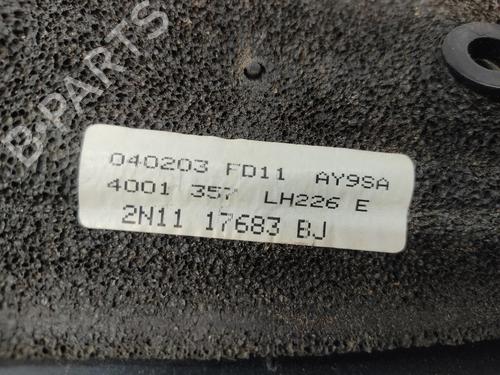 B-PARTS
040203 FD11 AY9SA
4001 357 LH226 E
2N11 17683 BJ